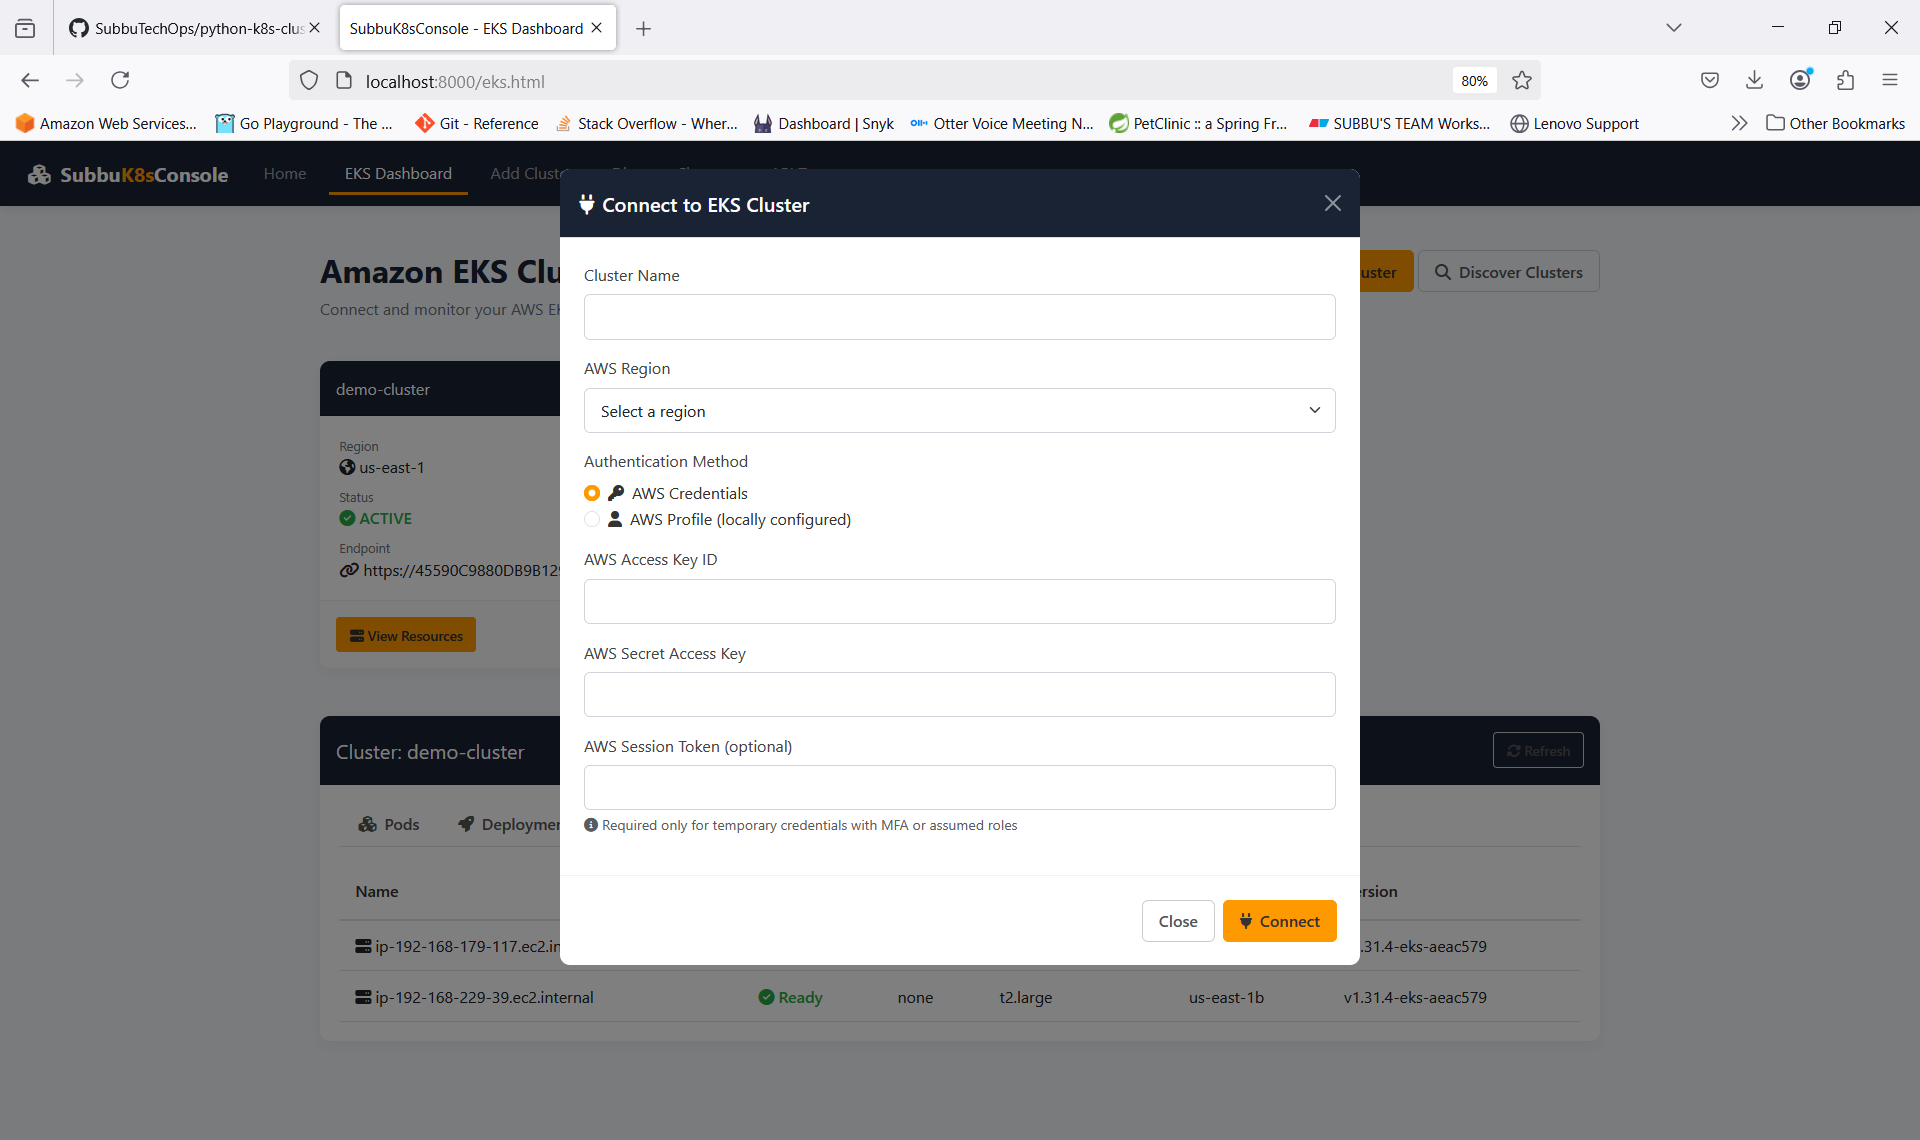 SubbuTechOps/python-k8s-clus
SubbuK8sConsole - EKS Dashboard
localhost:8000/eks.html
80%
Amazon Web Services...
Go Playground - The ...
Git - Reference
Stack Overflow - Wher...
Dashboard | Snyk
Otter Voice Meeting N...
PetClinic :: a Spring Fr...
SUBBU'S TEAM Works...
Lenovo Support
Other Bookmarks
SubbuK8sConsole
Home
EKS Dashboard
Add Cluste
Connect to EKS Cluster
Amazon EKS Clu
uster
Discover Clusters
Connect and monitor your AWS EK
Cluster Name
AWS Region
Select a region
demo-cluster
Region
us-east-1
Status
ACTIVE
Endpoint
https://45590C9880DB9B129
View Resources
Authentication Method
AWS Credentials
AWS Profile (locally configured)
AWS Access Key ID
AWS Secret Access Key
AWS Session Token (optional)
Required only for temporary credentials with MFA or assumed roles
Close
Connect
Cluster: demo-cluster
Refresh
Pods
Deploymen
Name
ersion
ip-192-168-179-117.ec2.in
.31.4-eks-aeac579
ip-192-168-229-39.ec2.internal
Ready
none
t2.large
us-east-1b
v1.31.4-eks-aeac579